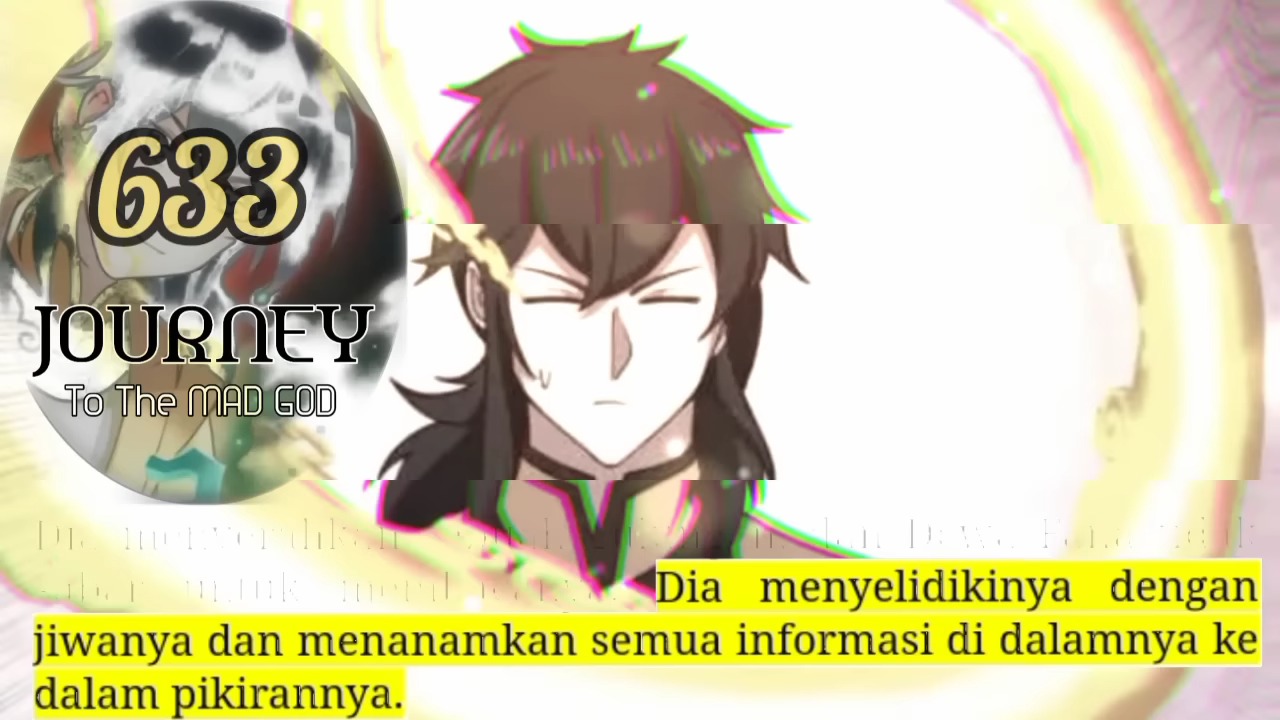 633
JOURNEY
To The MAD GOD
Dia menyelidikinya dengan
jiwanya dan menanamkan semua informasi di dalamnya ke
dalam pikirannya.